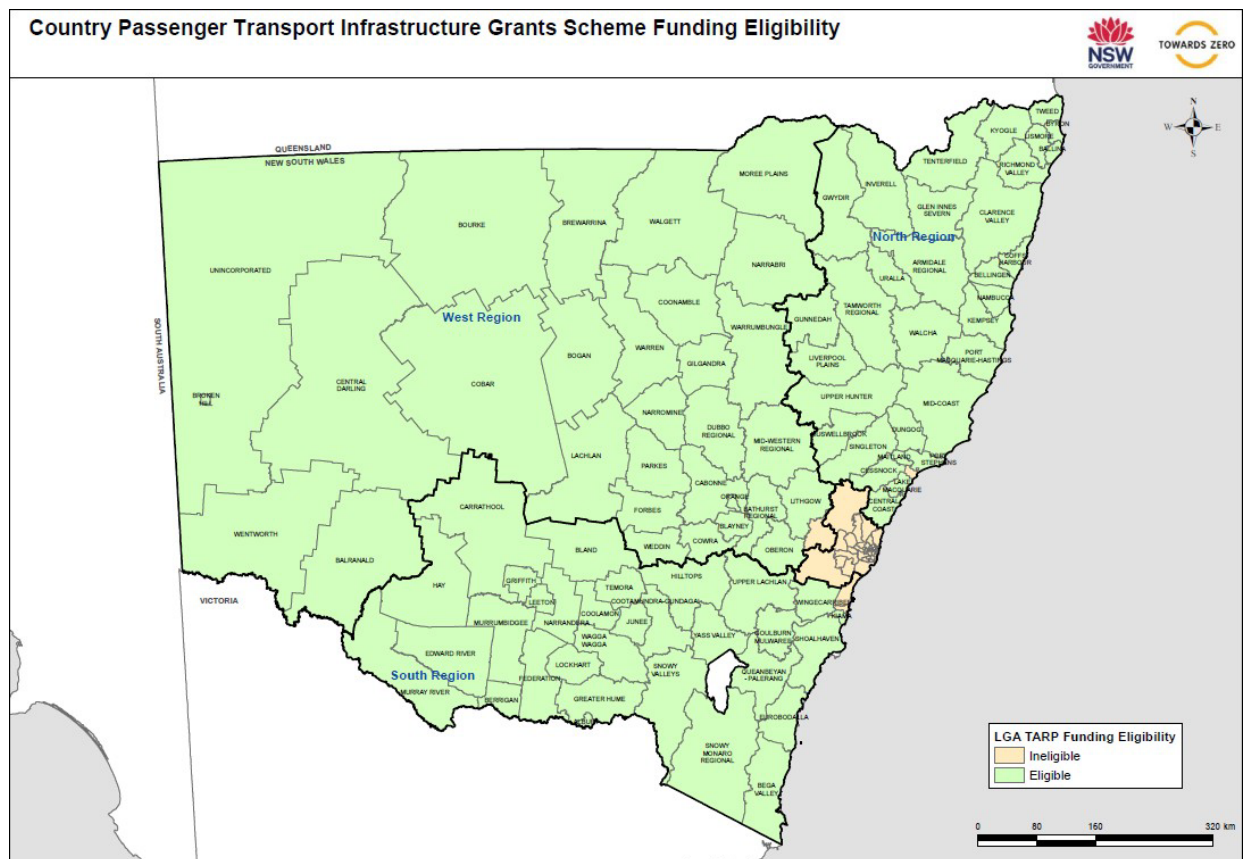 Country Passenger Transport Infrastructure Grants Scheme Funding Eligibility
NSW
GOVERNMENT
TOWARDS ZERO
N
W
E
S
QUEENSLAND
NEW SOUTH WALES
SOUTH AUSTRALIA
VICTORIA
West Region
North Region
South Region
TWEED
BYRON
KYOGLE
LISMORE
BALLINA
RICHMOND
VALLEY
TENTERFIELD
MOREE PLAINS
GWYDIR
INVERELL
GLEN INNES
SEVERN
CLARENCE
VALLEY
BOURKE
BREWARRINA
WALGETT
NARRABRI
UNINCORPORATED
ARMIDALE
REGIONAL
URALLA
COFFS
HARBOUR
BELLINGEN
NAMBUCCA
KEMPSEY
COONAMBLE
WARRUMBUNGLE
GUNNEDAH
TAMWORTH
REGIONAL
WALCHA
PORT
MACQUARIE-HASTINGS
LIVERPOOL
PLAINS
WARREN
GILGANDRA
BOGAN
COBAR
CENTRAL
DARLING
BROKEN
HILL
UPPER HUNTER
MID-COAST
NARROMINE
DUBBO
REGIONAL
MID-WESTERN
REGIONAL
MUSWELLBROOK
SINGLETON
DUNGOG
MAITLAND
PORT
STEPHENS
CESSNOCK
LAKE
MACQUARIE
CENTRAL
COAST
LACHLAN
PARKES
CABONNE
ORANGE
BATHURST
REGIONAL
LITHGOW
FORBES
BLAYNEY
COWRA
OBERON
WEDDIN
WENTWORTH
BALRANALD
CARRATHOOL
BLAND
HAY
GRIFFITH
LEETON
TEMORA
HILLTOPS
UPPER LACHLAN
COOTAMUNDRA-GUNDAGAI
COOLAMON
JUNEE
MURRUMBIDGEE
NARRANDERA
WAGGA
WAGGA
YASS VALLEY
GOULBURN
MULWAREE
WINGECARRIBEE
KIAMA
SHOALHAVEN
EDWARD RIVER
LOCKHART
SNOWY
VALLEYS
QUEANBEYAN
- PALERANG
MURRAY RIVER
BERRIGAN
FEDERATION
GREATER HUME
ALBURY
EUROBODALLA
SNOWY
MONARO
REGIONAL
BEGA
VALLEY
LGA TARP Funding Eligibility
Ineligible
Eligible
0 80 160 320 km